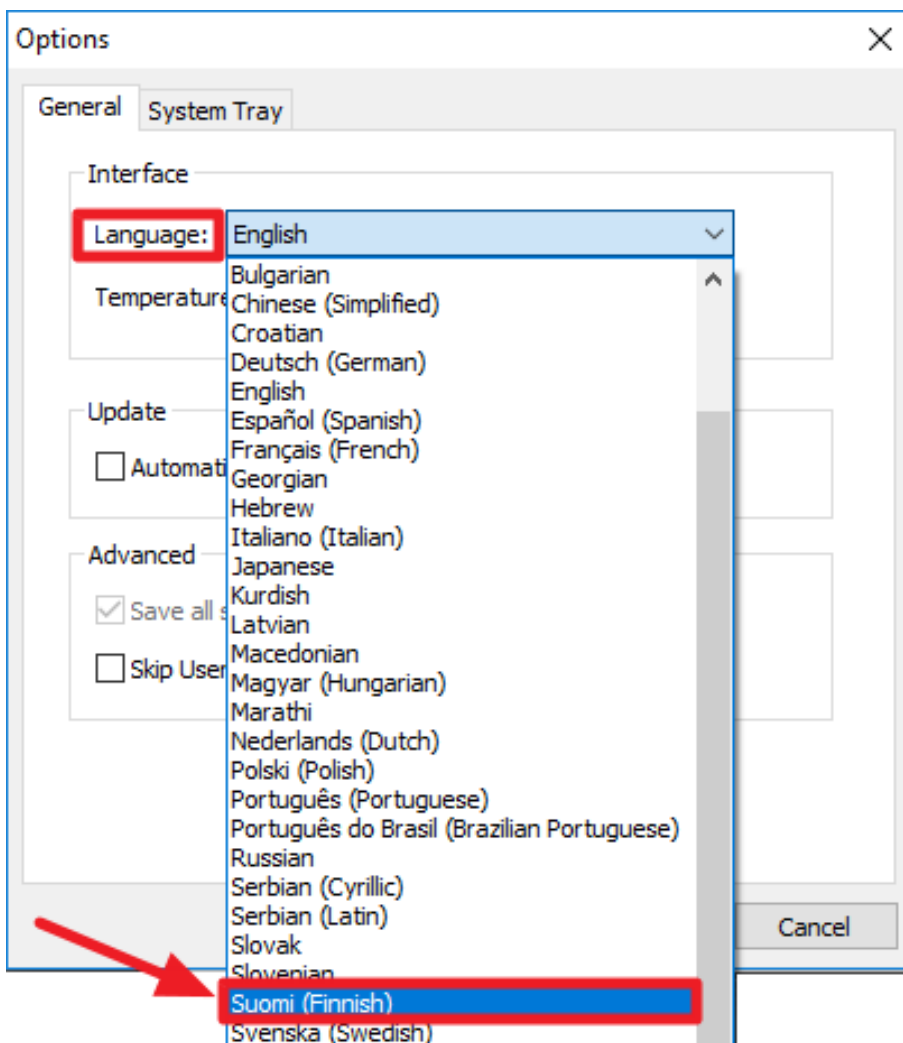 Options
General
System Tray
Interface
Language:
English
Temperature
Bulgarian
Chinese (Simplified)
Croatian
Deutsch (German)
English
Español (Spanish)
Français (French)
Georgian
Hebrew
Italiano (Italian)
Japanese
Kurdish
Latvian
Macedonian
Magyar (Hungarian)
Marathi
Nederlands (Dutch)
Polski (Polish)
Português (Portuguese)
Português do Brasil (Brazilian Portuguese)
Russian
Serbian (Cyrillic)
Serbian (Latin)
Slovak
Slovenian
Suomi (Finnish)
Svenska (Swedish)
Update
Automati
Advanced
Save all s
Skip User
Cancel